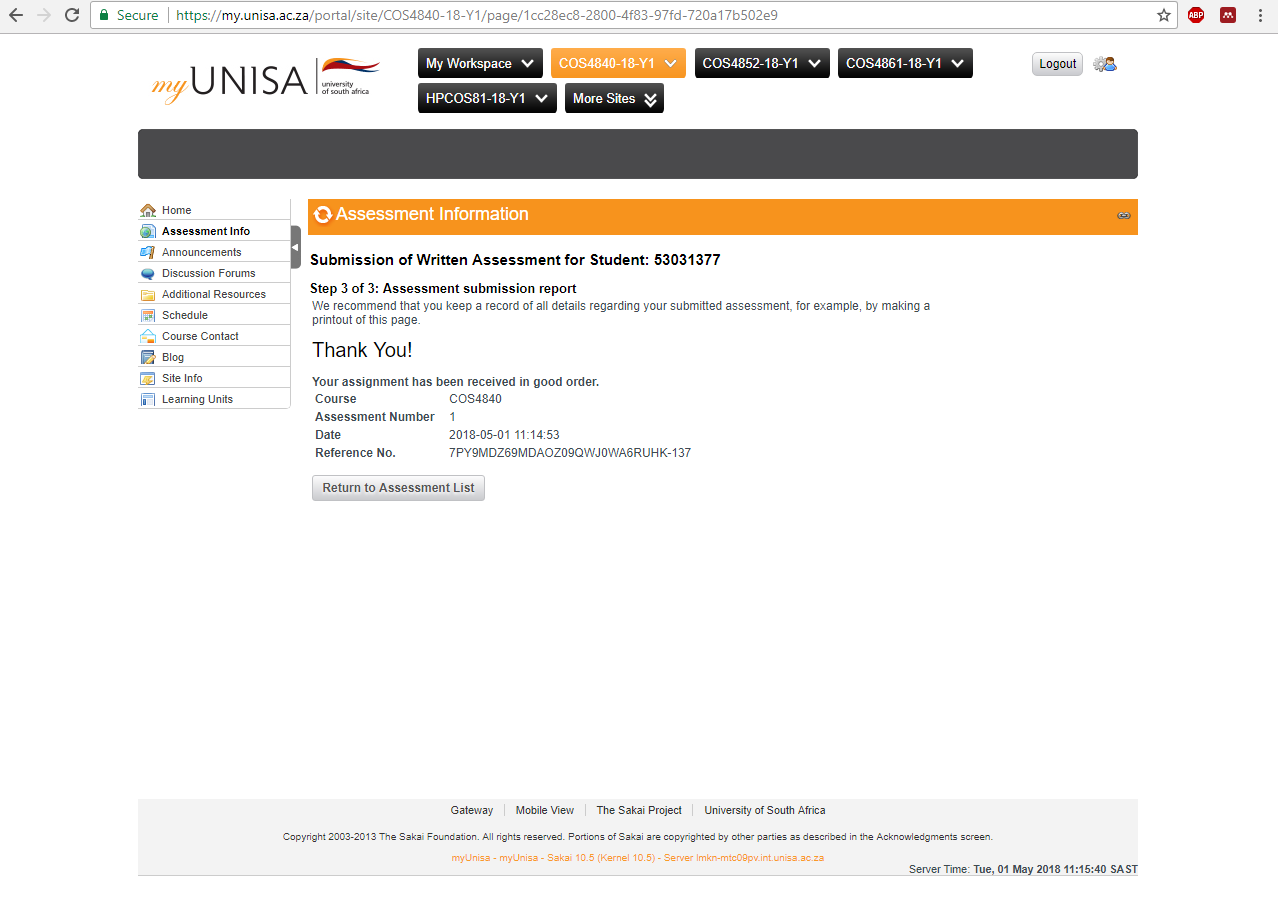 Secure
https://my.unisa.ac.za/portal/site/COS4840-18-Y1/page/1cc28ec8-2800-4f83-97fd-720a17b502e9
ABP
myUNISA
university
of south africa
My Workspace
COS4840-18-Y1
COS4852-18-Y1
COS4861-18-Y1
Logout
HPCOS81-18-Y1
More Sites
Home
Assessment Info
Announcements
Discussion Forums
Additional Resources
Schedule
Course Contact
Blog
Site Info
Learning Units
Assessment Information
Submission of Written Assessment for Student: 53031377
Step 3 of 3: Assessment submission report
We recommend that you keep a record of all details regarding your submitted assessment, for example, by making a
printout of this page.
Thank You!
Your assignment has been received in good order.
Course COS4840
Assessment Number 1
Date 2018-05-01 11:14:53
Reference No. 7PY9MDZ69MDAOZ09QWJ0WA6RUHK-137
Return to Assessment List
Gateway
Mobile View
The Sakai Project
University of South Africa
Copyright 2003-2013 The Sakai Foundation. All rights reserved. Portions of Sakai are copyrighted by other parties as described in the Acknowledgments screen.
myUnisa - myUnisa - Sakai 10.5 (Kernel 10.5) - Server lmkn-mtc09pv.int.unisa.ac.za
Server Time: Tue, 01 May 2018 11:15:40 SAST